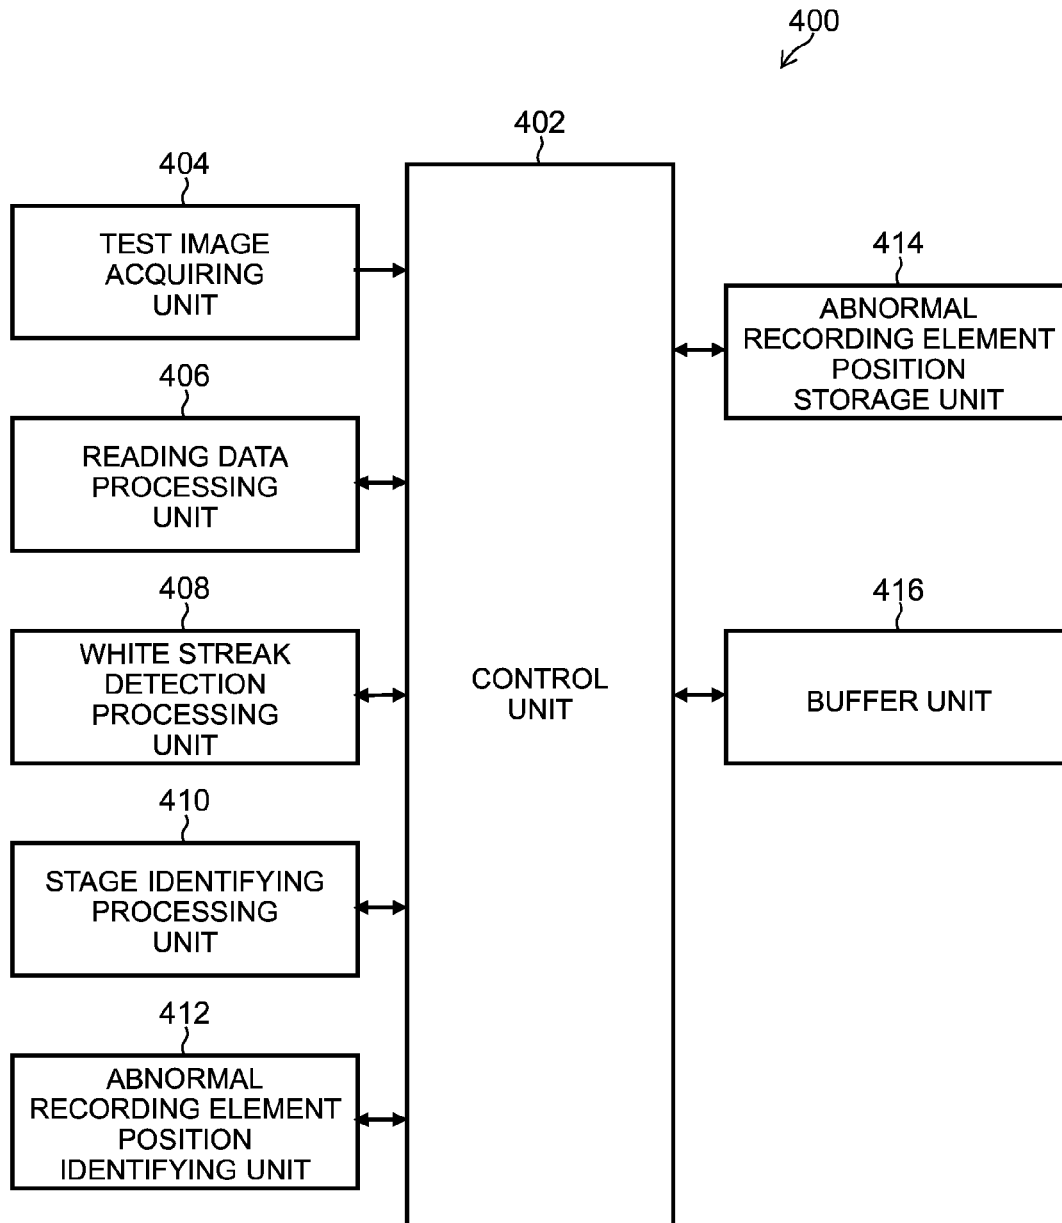 400
402
404
TEST IMAGE
ACQUIRING
UNIT
406
READING DATA
PROCESSING
UNIT
408
WHITE STREAK
DETECTION
PROCESSING
UNIT
410
STAGE IDENTIFYING
PROCESSING
UNIT
412
ABNORMAL
RECORDING ELEMENT
POSITION
IDENTIFYING UNIT
CONTROL
UNIT
414
ABNORMAL
RECORDING ELEMENT
POSITION
STORAGE UNIT
416
BUFFER UNIT